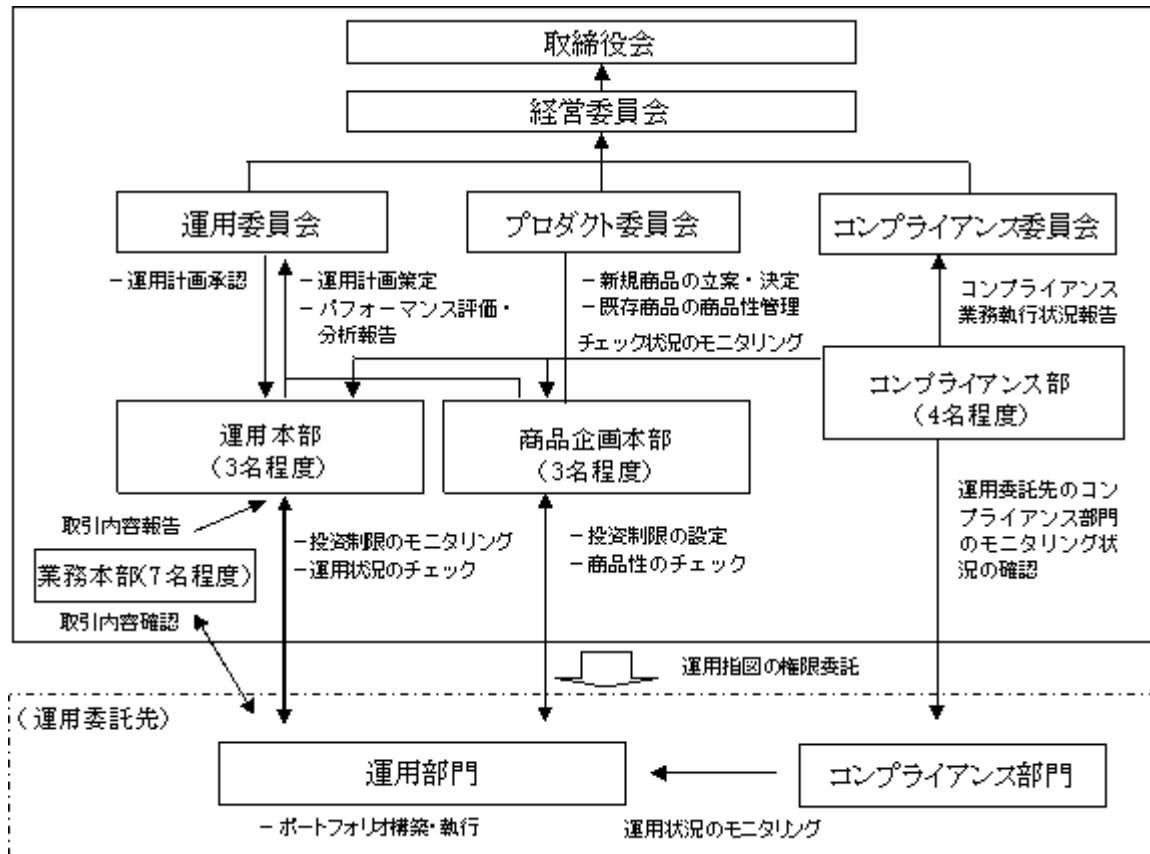 取締役会
経営委員会
運用委員会
プロダクト委員会
コンプライアンス委員会
－運用計画承認
－運用計画策定
－パフォーマンス評価・
分析報告
－新規商品の立案・決定
－既存商品の商品性管理
コンプライアンス
業務執行状況報告
チェック状況のモニタリング
運用本部
（3名程度）
商品企画本部
（3名程度）
コンプライアンス部
（4名程度）
取引内容報告
業務本部（7名程度）
取引内容確認
－投資制限のモニタリング
－運用状況のチェック
－投資制限の設定
－商品性のチェック
運用委託先のコン
プライアンス部門
のモニタリング状
況の確認
運用指図の権限委託
（運用委託先）
運用部門
コンプライアンス部門
－ポートフォリオ構築・執行
運用状況のモニタリング